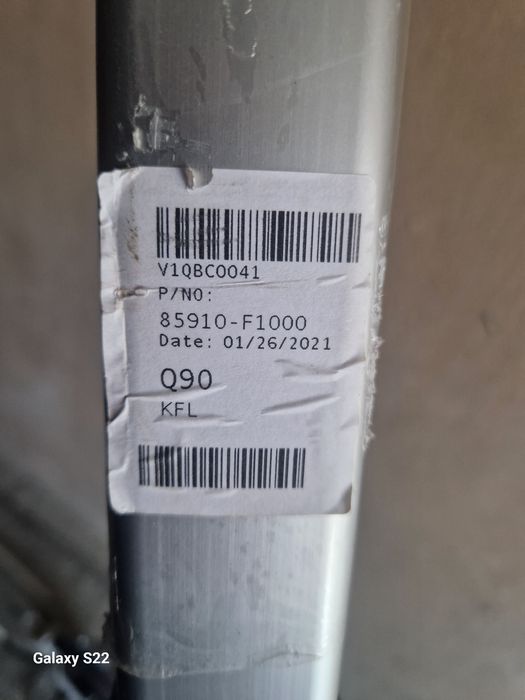 V1QBC0041
P/NO:
85910-F1000
Date: 01/26/2021
Q90
KFL
Galaxy S22